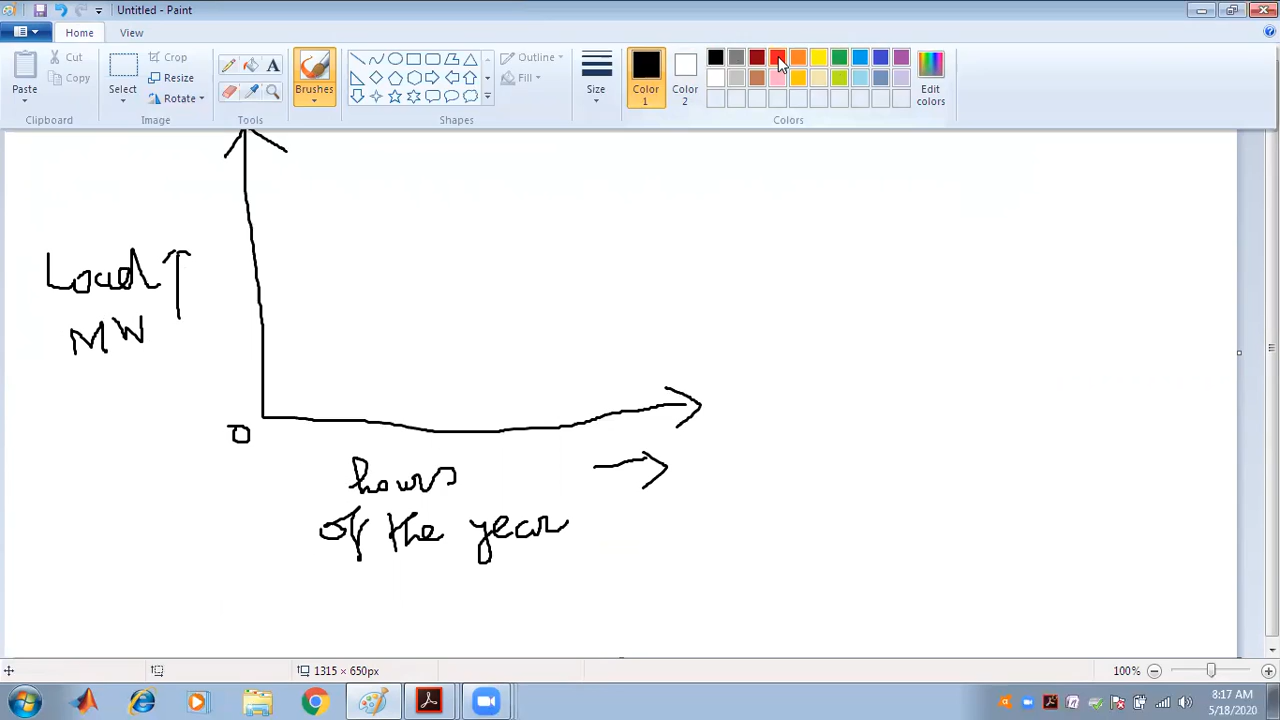 Untitled - Paint
Home
View
Paste
Cut
Select
Crop
Resize
Rotate
A
Brushes
Outline
Fill
Size
Color
1
Color
2
Edit
colors
Clipboard
Image
Tools
Shapes
Colors
Load
MW
0
hours
of the year
1315 × 650px
100%
8:17 AM
5/18/2020